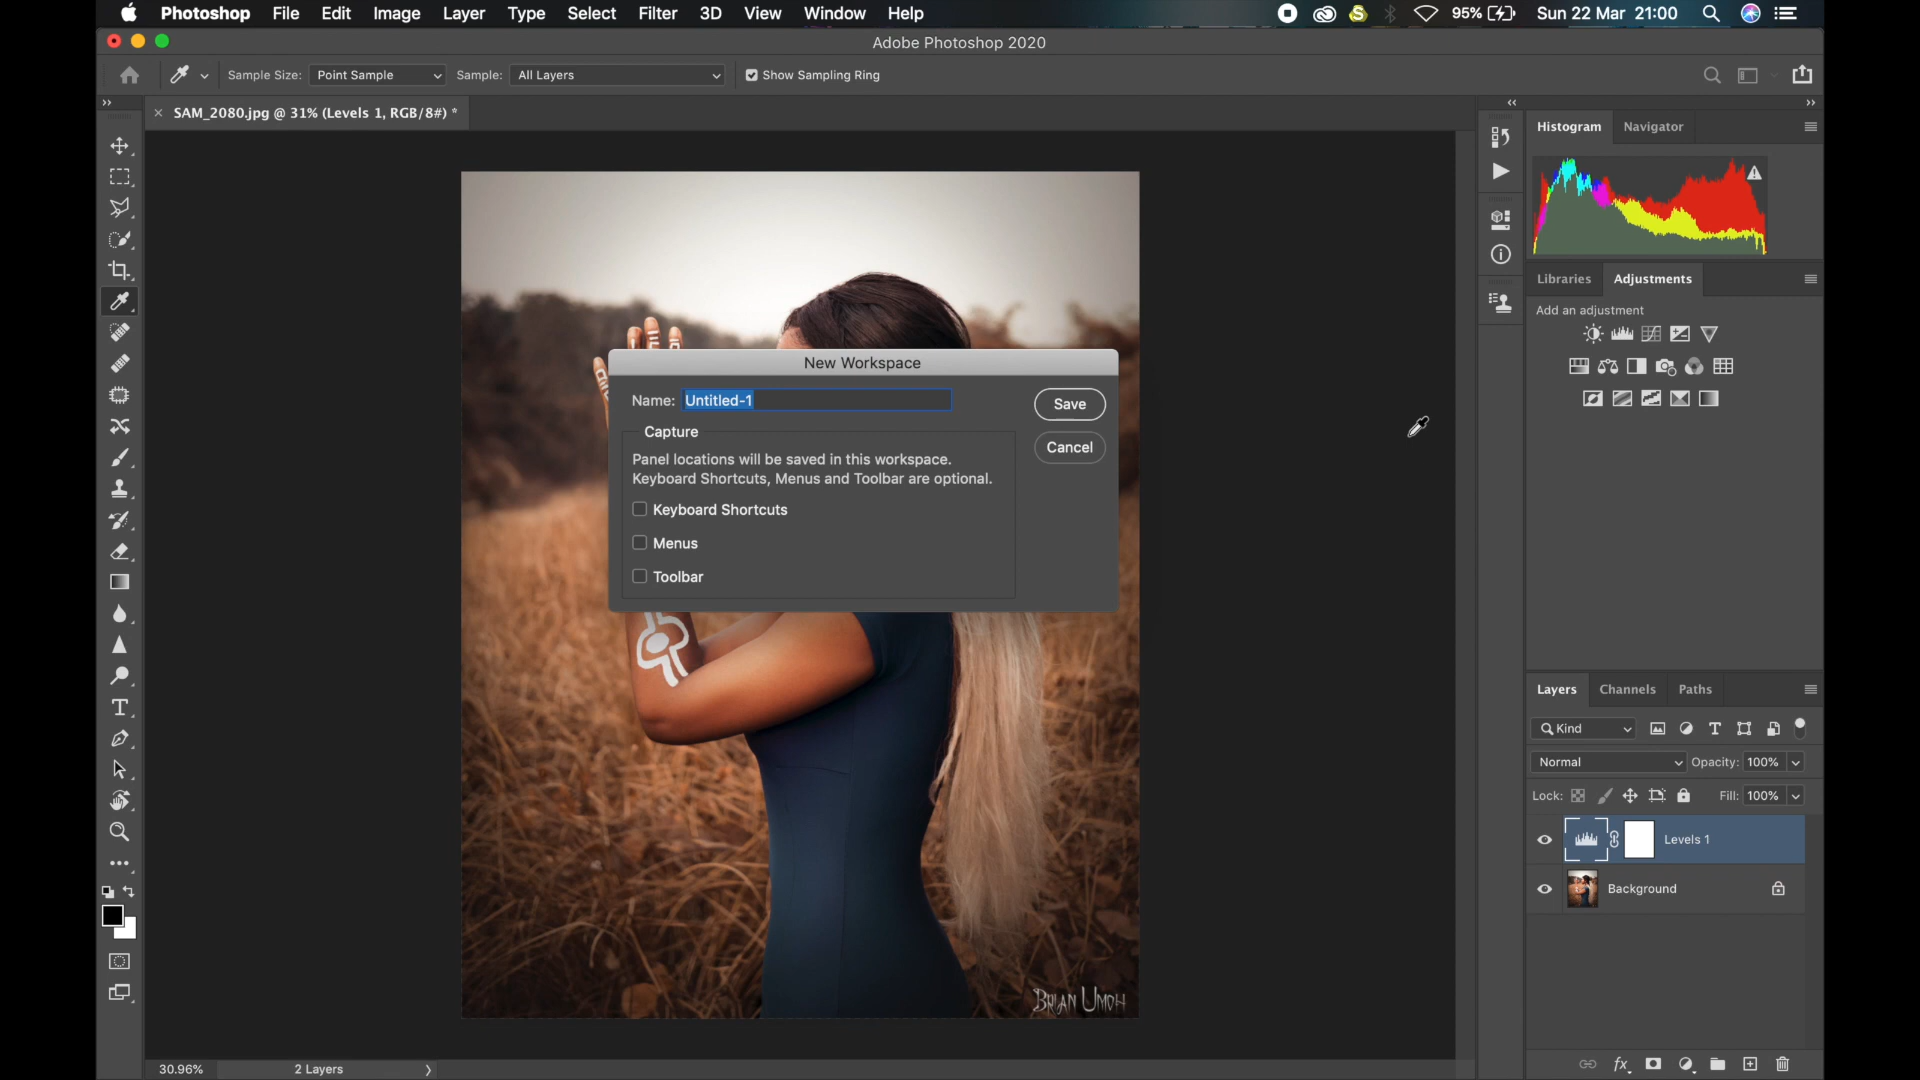 Photoshop File Edit Image Layer Type Select Filter 3D View Window Help 95% Sun 22 Mar 21:00
Adobe Photoshop 2020
Sample Size: Point Sample Sample: All Layers Show Sampling Ring
SAM_2080.jpg @ 31% (Levels 1, RGB/8#) *
Histogram Navigator
Libraries Adjustments
Add an adjustment
New Workspace
Name: Untitled-1
Save
Capture
Cancel
Panel locations will be saved in this workspace.
Keyboard Shortcuts, Menus and Toolbar are optional.
Keyboard Shortcuts
Menus
Toolbar
Layers Channels Paths
Kind
Normal Opacity: 100%
Lock: Fill: 100%
Levels 1
Background
BRIAN UMOH
30.96% 2 Layers